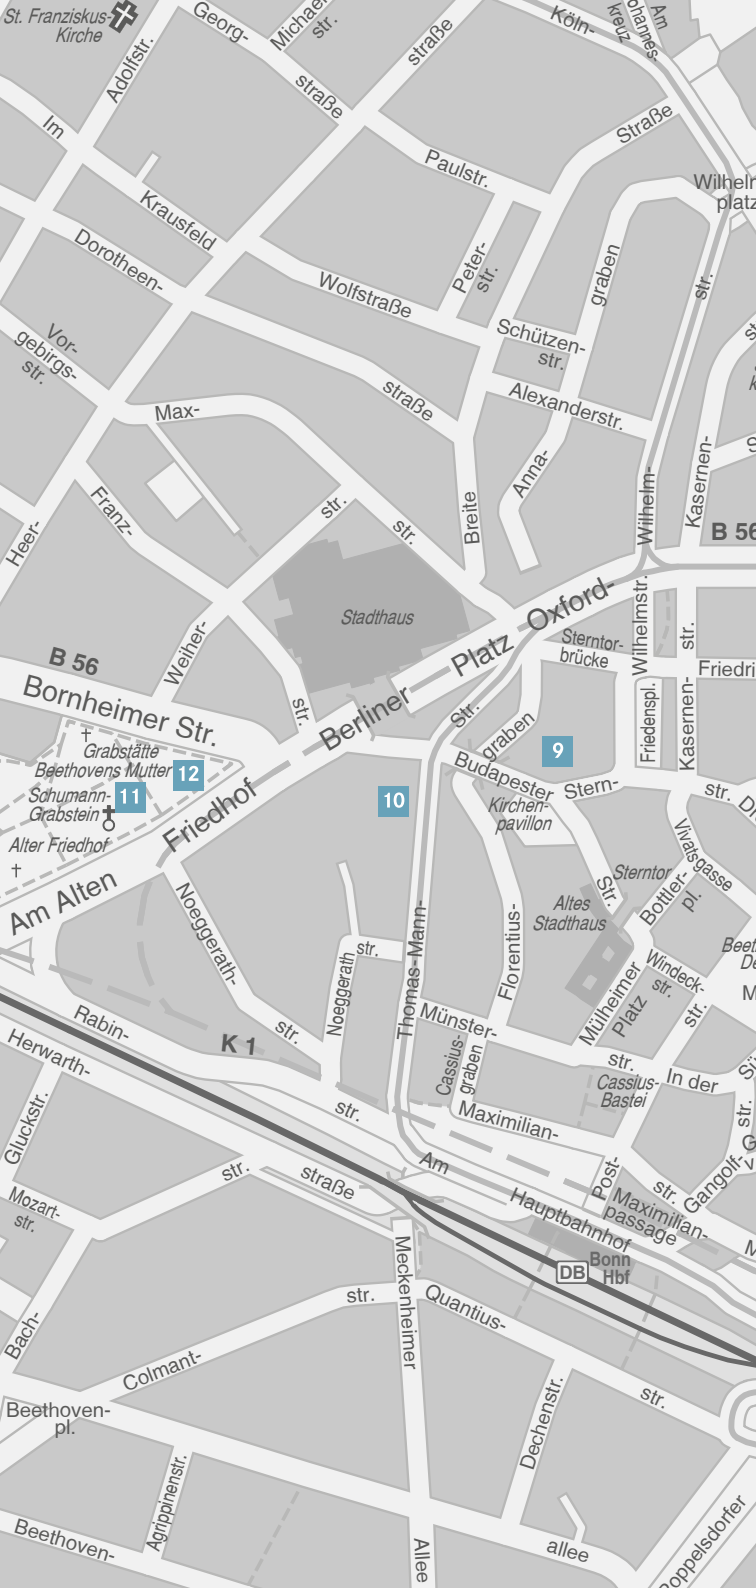 St. Franziskus-
Kirche
Adolfstr.
Georg-
straße
Michael
str.
straße
Köln-
kreuz
Am
Johannes-
Im
Krausfeld
Paulstr.
Straße
Wilhelm
platz
Dorotheen-
straße
Wolfstraße
Peter-
str.
graben
str.
Vor-
gebirgs-
str.
Schützen-
str.
Max-
Alexanderstr.
Anna-
Breite
Wilhelm-
Kasernen-
Franz-
str.
str.
Heer-
B 56
Stadthaus
Oxford-
Platz
Berliner
Sterntor-
brücke
Wilhelmstr.
str.
Friedri
Friedenspl.
Kasernen-
B 56
Bornheimer Str.
Weiher-
str.
Grabstätte
Beethovens Mutter
12
Schumann-
Grabstein
11
Alter Friedhof
Am Alten
Friedhof
Str.
graben
9
Budapester
Stern-
str.
10
Kirchen-
pavillon
Vivatsgasse
Sterntor
Str.
Bottler-
pl.
Altes
Stadthaus
Noeggerath-
str.
Noeggerath
str.
Thomas-Mann-
Florentius-
Beet
De
Windeck-
str.
Mülheimer
Platz
str.
Münster-
str.
Cassius-
graben
Cassius-
Bastei
In der
str.
Rabin-
str.
K 1
Herwarth-
straße
Maximilian-
str.
Gluckstr.
Am
Hauptbahnhof
Post-
Gangolf-
Maximilian-
passage
Mozart-
str.
str.
Bonn
Hbf
DB
Meckenheimer
Quantius-
str.
Bach-
Colmant-
str.
Beethoven-
pl.
Dechenstr.
Agrippinenstr.
Beethoven-
Allee
allee
Poppelsdorfer